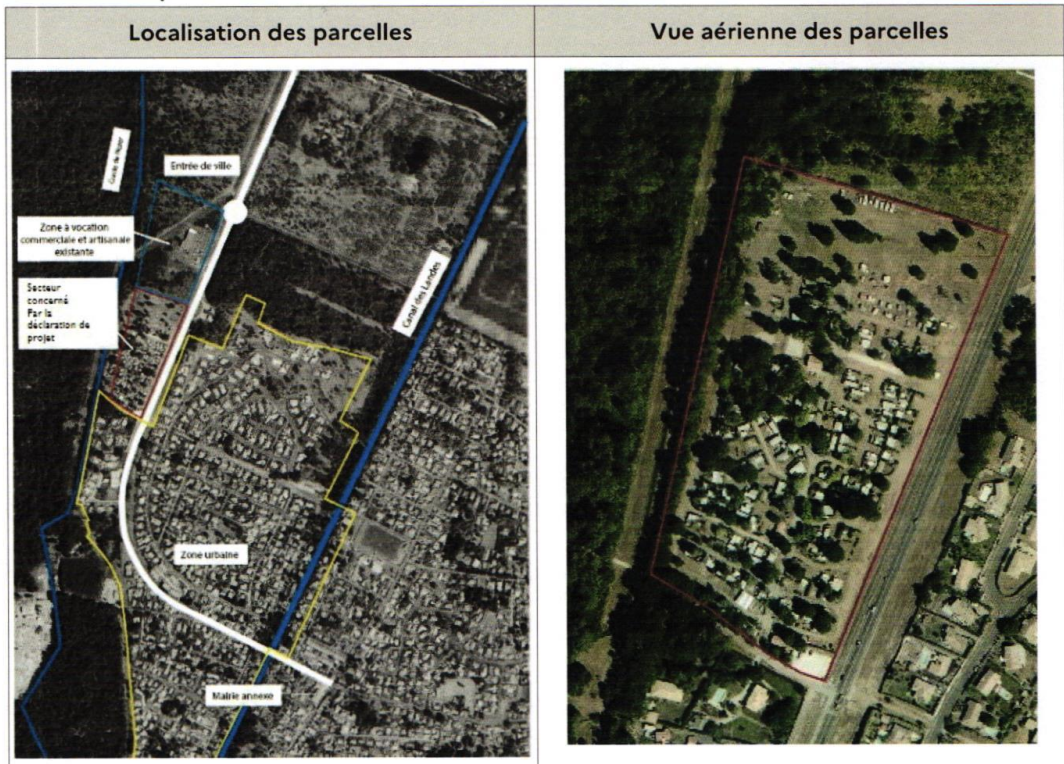 Localisation des parcelles
Vue aérienne des parcelles
Entrée de ville
Zone à vocation
commerciale et artisanale
existante
Secteur
concerné
Par la
déclaration de
projet
Canal des Landes
Zone urbaine
Mairie annexe